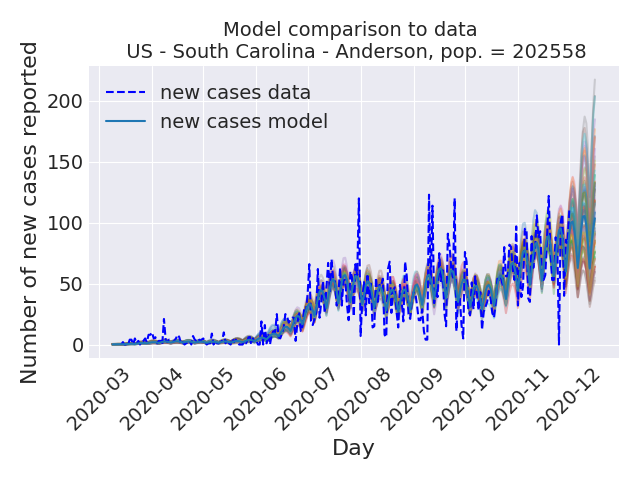 Model comparison to data
US - South Carolina - Anderson, pop. = 202558
Number of new cases reported
new cases data
new cases model
200
150
100
50
0
2020-03
2020-04
2020-05
2020-06
2020-07
2020-08
2020-09
2020-10
2020-11
2020-12
Day